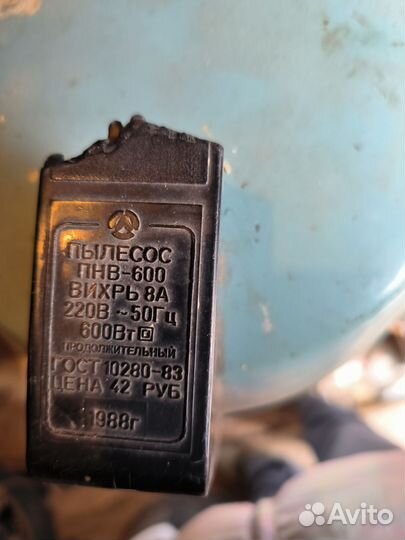 ПЫЛЕСОС
ПНВ-600
ВИХРЬ 8А
220В ~ 50Гц
600Вт
ПРОДОЛЖИТЕЛЬНЫЙ
ГОСТ 10280-83
ЦЕНА 42 РУБ
1988г
Avito